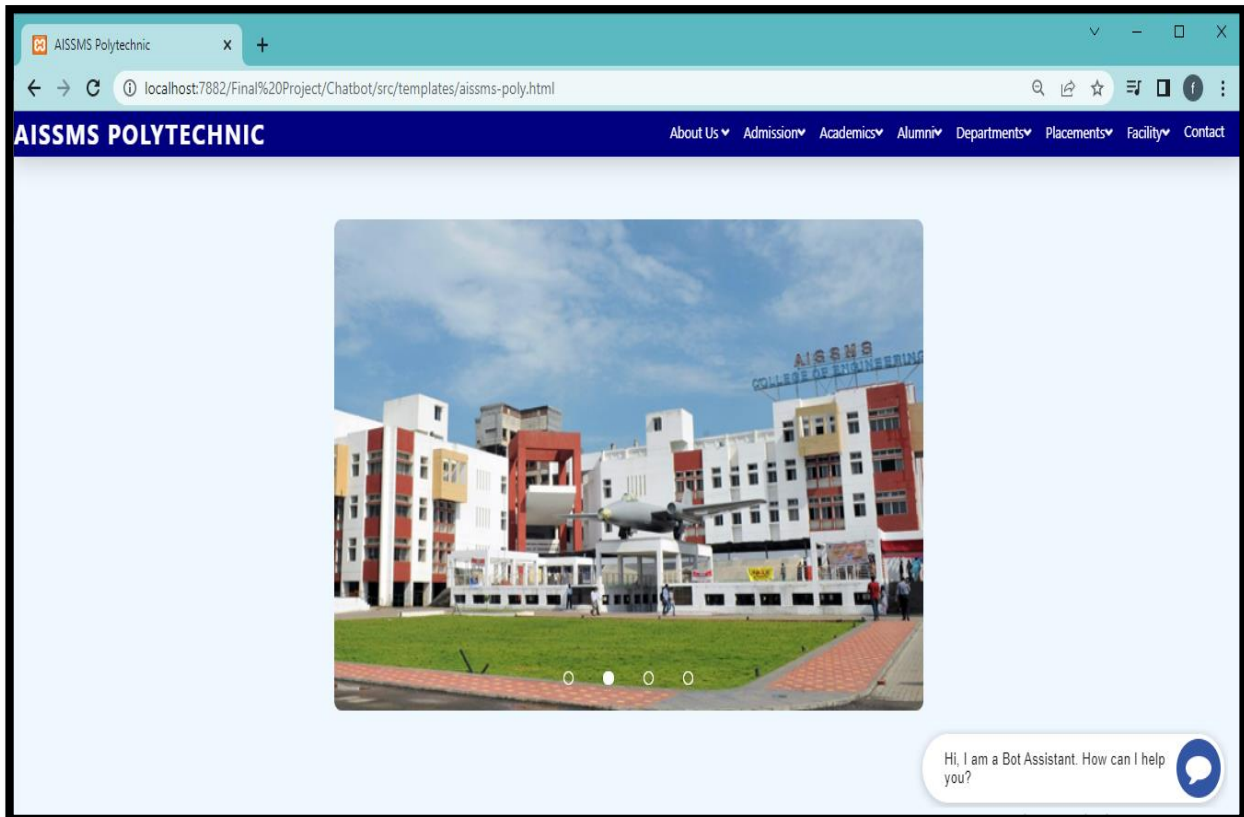 AISSMS Polytechnic
localhost:7882/Final%20Project/Chatbot/src/templates/aissms-poly.html
f
AISSMS POLYTECHNIC
About Us Admission Academics Alumni Departments Placements Facility Contact
AISSMS
COLLEGE OF ENGINEERING
Hi, I am a Bot Assistant. How can I help
you?